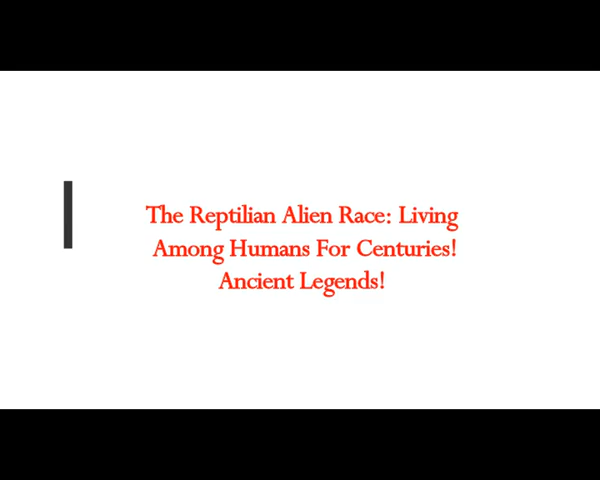 The Reptilian Alien Race: Living
Among Humans For Centuries!
Ancient Legends!